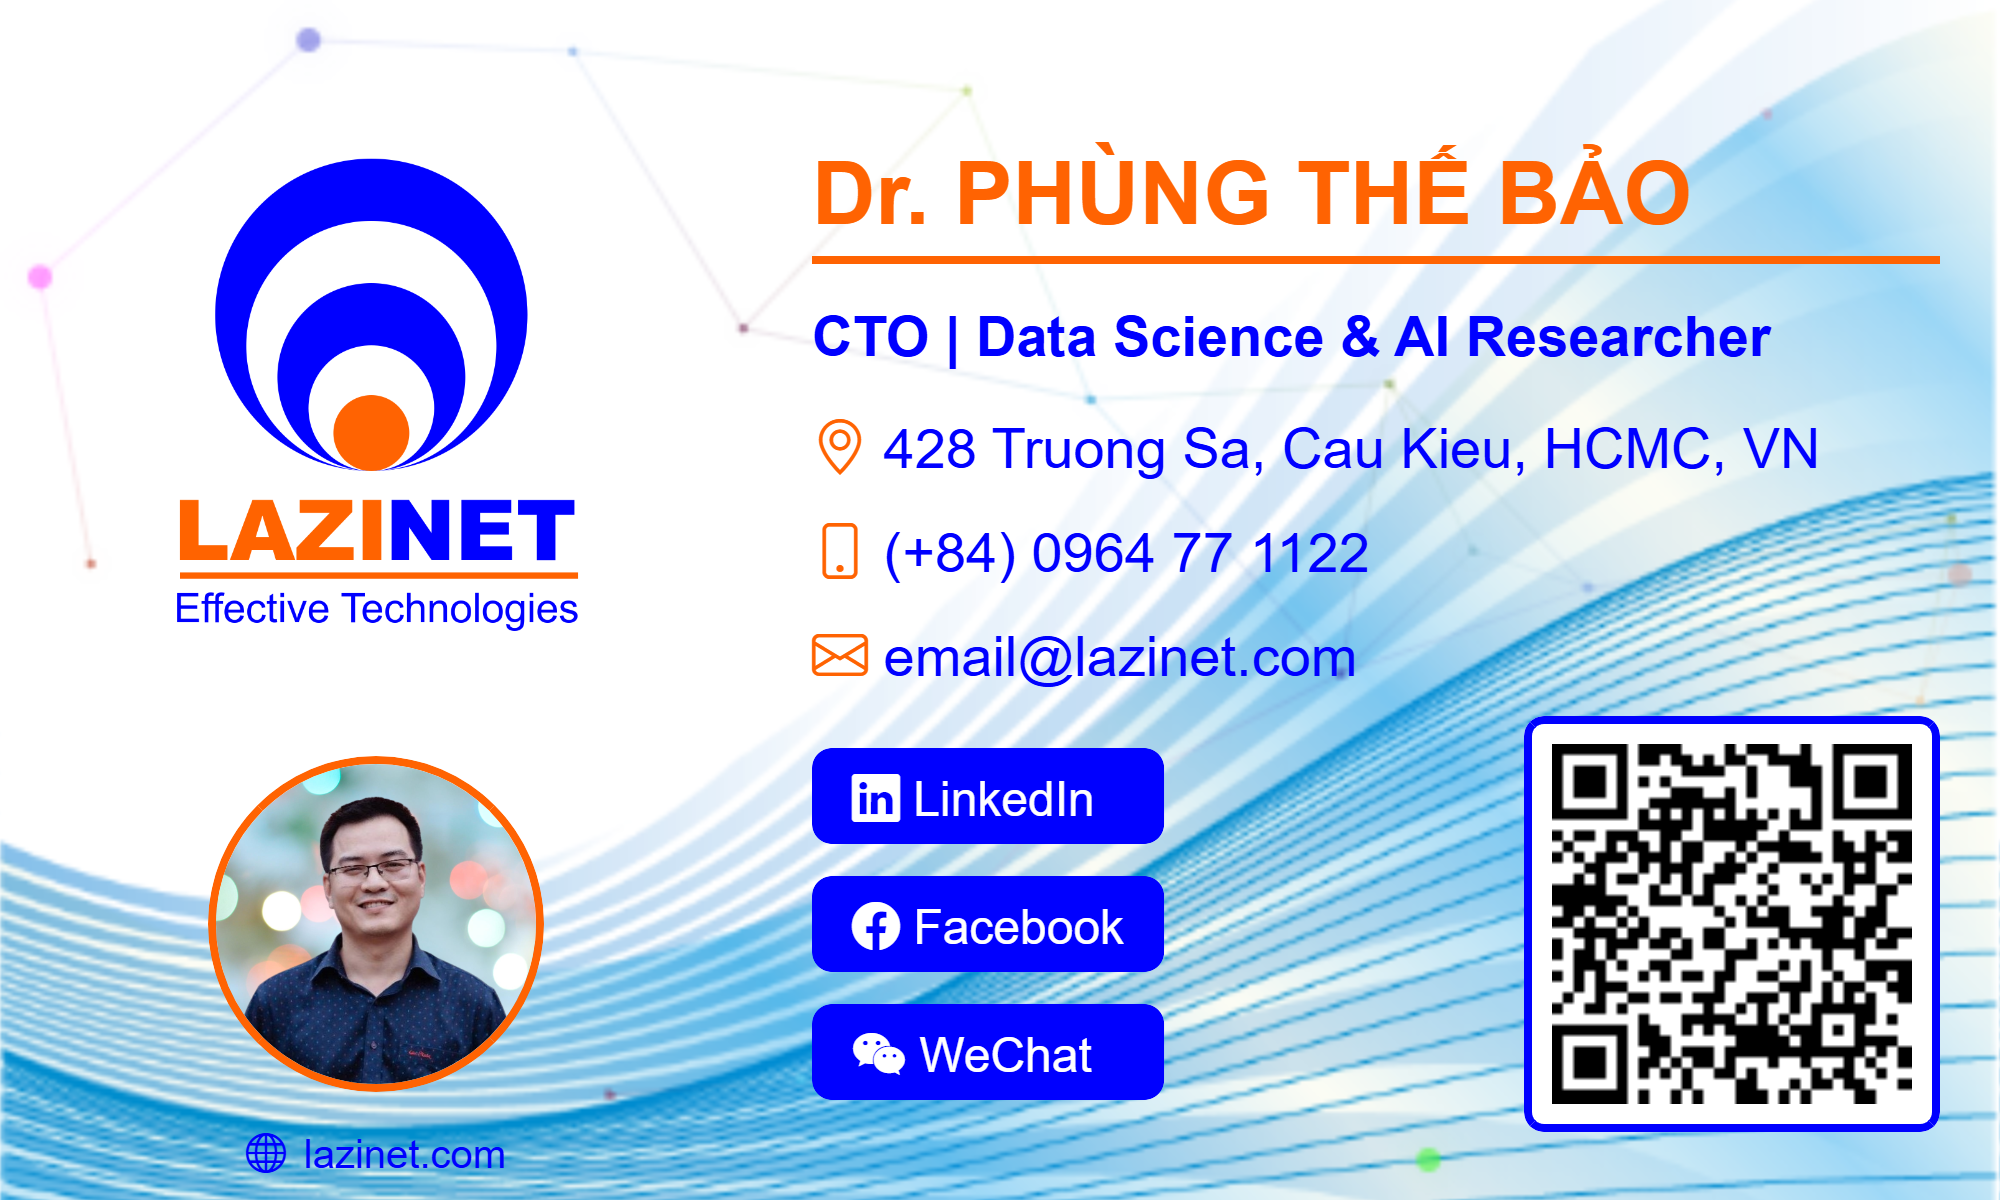 LAZINET
Effective Technologies
lazinet.com
Dr. PHÙNG THẾ BẢO
CTO | Data Science & AI Researcher
428 Truong Sa, Cau Kieu, HCMC, VN
(+84) 0964 77 1122
email@lazinet.com
LinkedIn
Facebook
WeChat